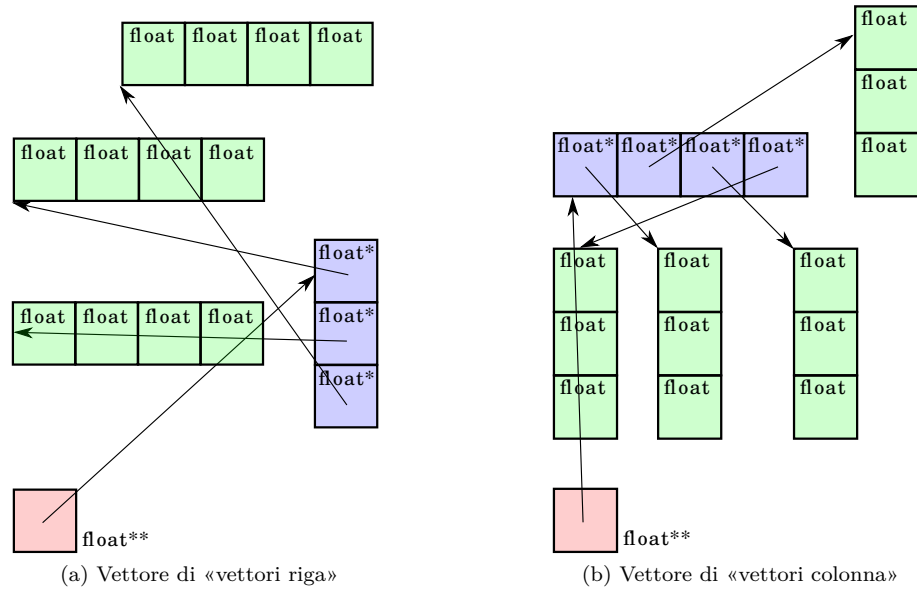 float float float float
float float float float
float*
float*
float*
float float float float
float**
(a) Vettore di «vettori riga»
float
float
float
float* float* float* float*
float float float
float float float
float float float
float**
(b) Vettore di «vettori colonna»